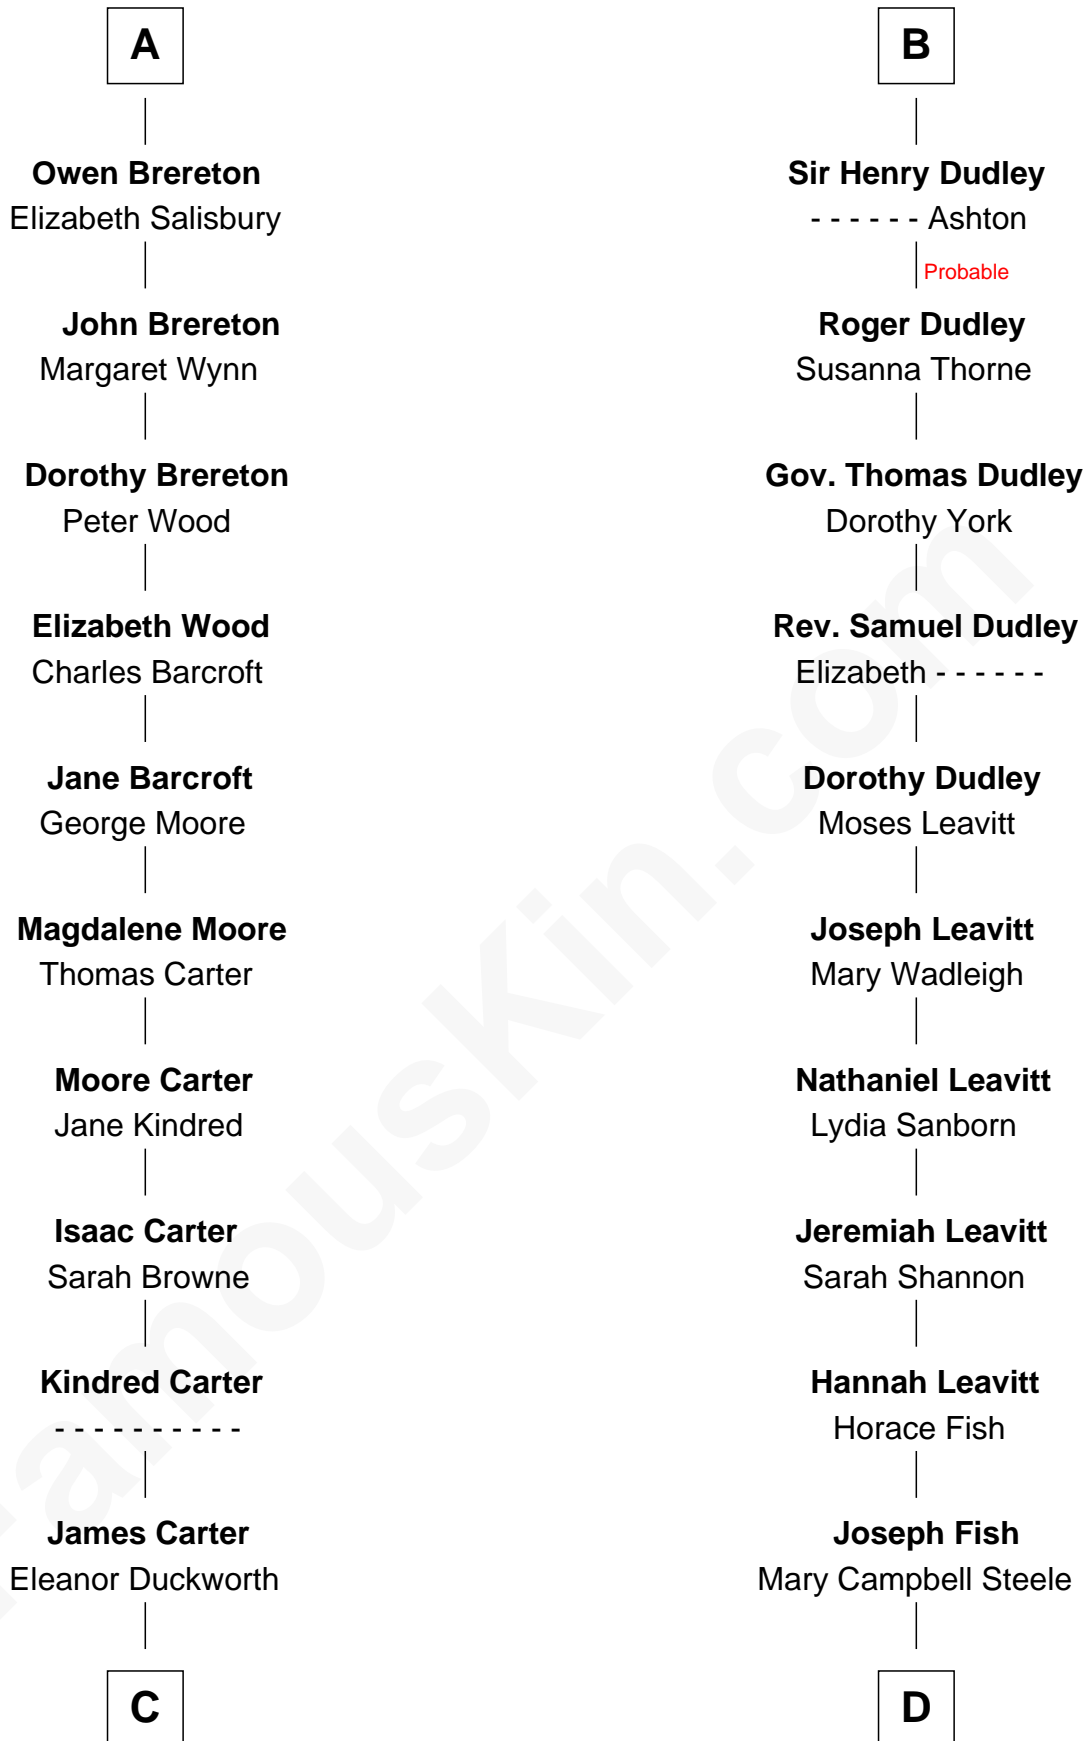 A
Owen Brereton
Elizabeth Salisbury
John Brereton
Margaret Wynn
Dorothy Brereton
Peter Wood
Elizabeth Wood
Charles Barcroft
Jane Barcroft
George Moore
Magdalene Moore
Thomas Carter
Moore Carter
Jane Kindred
Isaac Carter
Sarah Browne
Kindred Carter
- - - - - - - - - -
James Carter
Eleanor Duckworth
C
B
Sir Henry Dudley
- - - - - - Ashton
Probable
Roger Dudley
Susanna Thorne
Gov. Thomas Dudley
Dorothy York
Rev. Samuel Dudley
Elizabeth - - - - - -
Dorothy Dudley
Moses Leavitt
Joseph Leavitt
Mary Wadleigh
Nathaniel Leavitt
Lydia Sanborn
Jeremiah Leavitt
Sarah Shannon
Hannah Leavitt
Horace Fish
Joseph Fish
Mary Campbell Steele
D
FamousKin.com